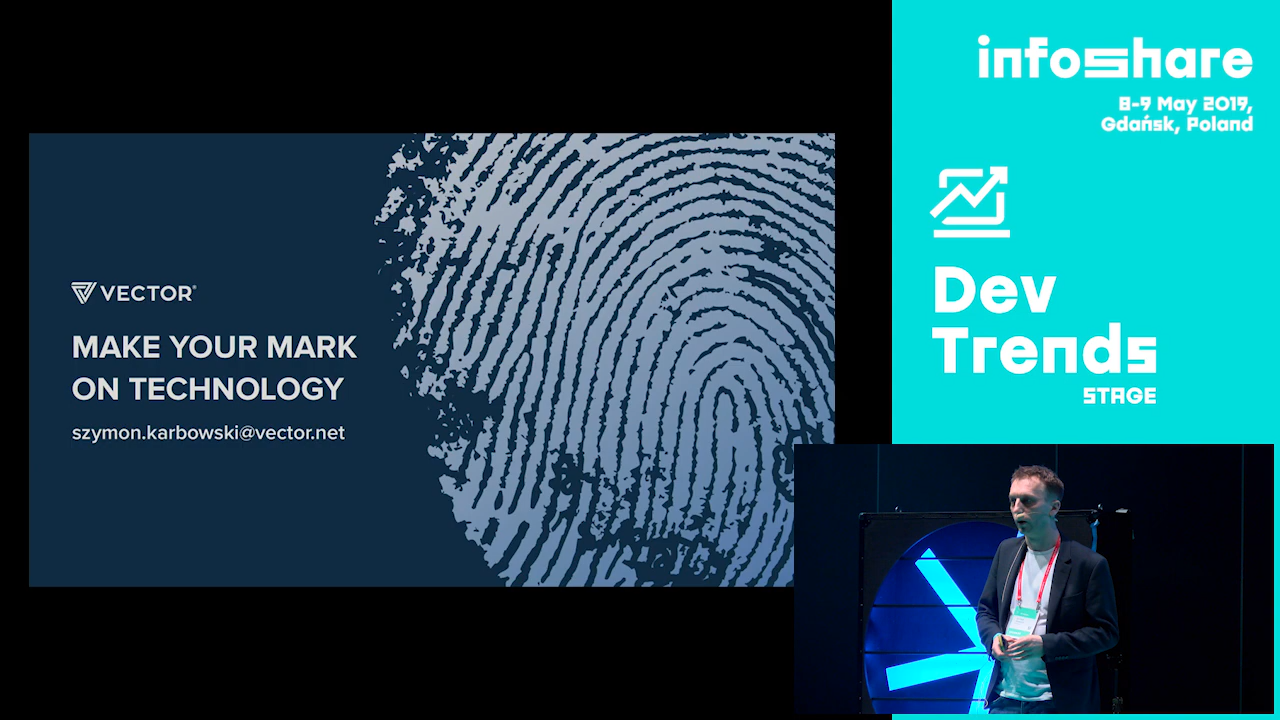 infoshare
8-9 May 2019,
Gdańsk, Poland
Dev
Trends
STAGE
VECTOR®
MAKE YOUR MARK
ON TECHNOLOGY
szymon.karbowski@vector.net